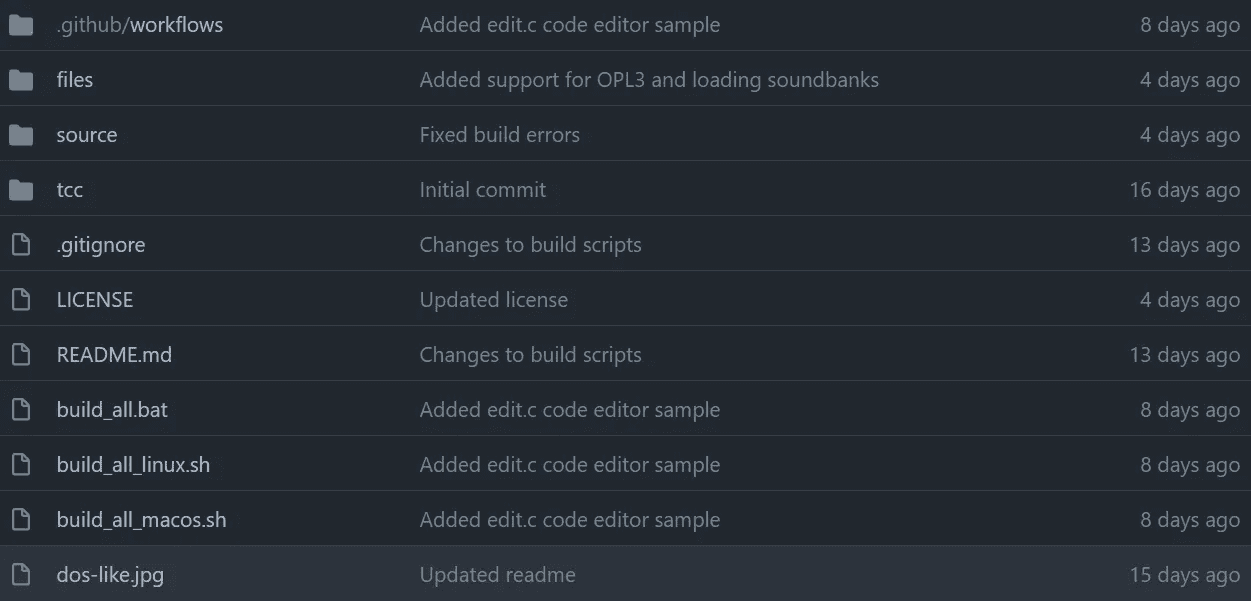 .github/workflows Added edit.c code editor sample 8 days ago
files Added support for OPL3 and loading soundbanks 4 days ago
source Fixed build errors 4 days ago
tcc Initial commit 16 days ago
.gitignore Changes to build scripts 13 days ago
LICENSE Updated license 4 days ago
README.md Changes to build scripts 13 days ago
build_all.bat Added edit.c code editor sample 8 days ago
build_all_linux.sh Added edit.c code editor sample 8 days ago
build_all_macos.sh Added edit.c code editor sample 8 days ago
dos-like.jpg Updated readme 15 days ago